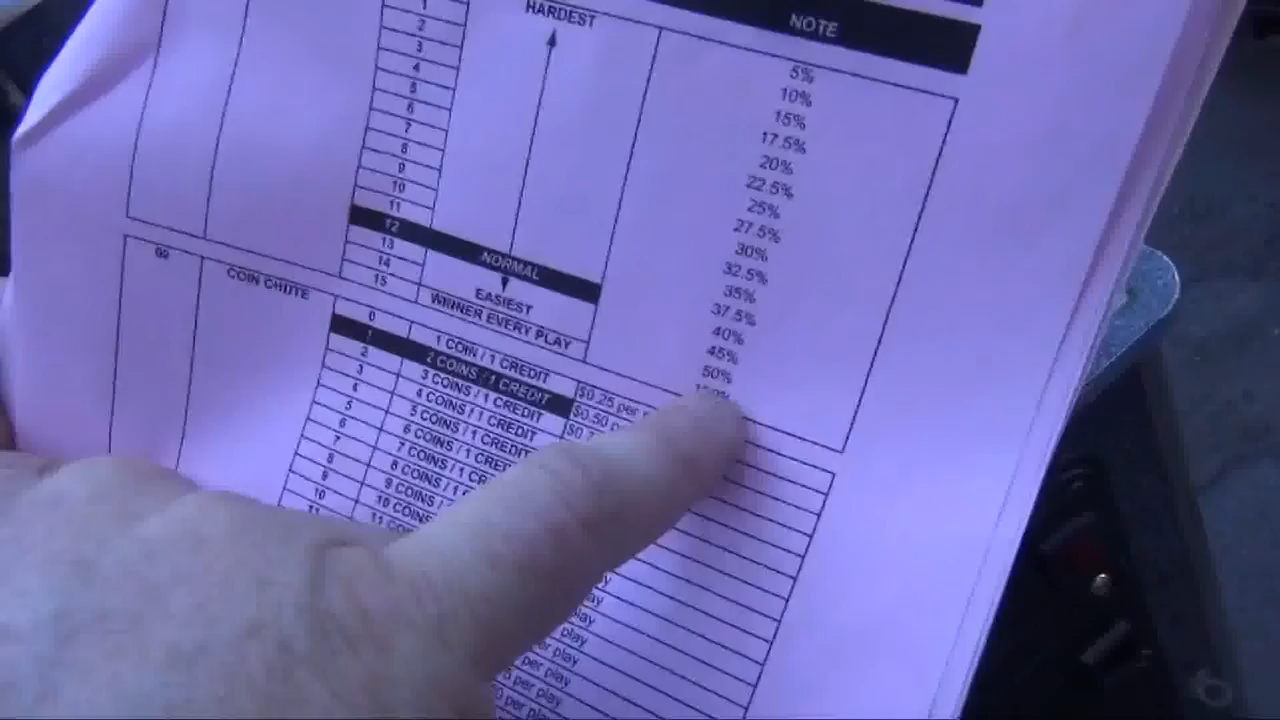 HARDEST NOTE
1 5%
2 10%
3 15%
4 17.5%
5 20%
6 22.5%
7 25%
8 27.5%
9 30%
10 32.5%
11 35%
12 NORMAL 37.5%
13 40%
14 EASIEST 45%
15 WINNER EVERY PLAY 50%
COIN CHUTE
0 1 COIN / 1 CREDIT $0.25 per
1 2 COINS / 1 CREDIT $0.50
2 3 COINS / 1 CREDIT
3 4 COINS / 1 CREDIT
4 5 COINS / 1 CREDIT
5 6 COINS / 1
6 7 COINS / 1
7 8 COINS / 1
8 9 COINS /
9 10 COINS
10 11
11
play
per play
per play
per play